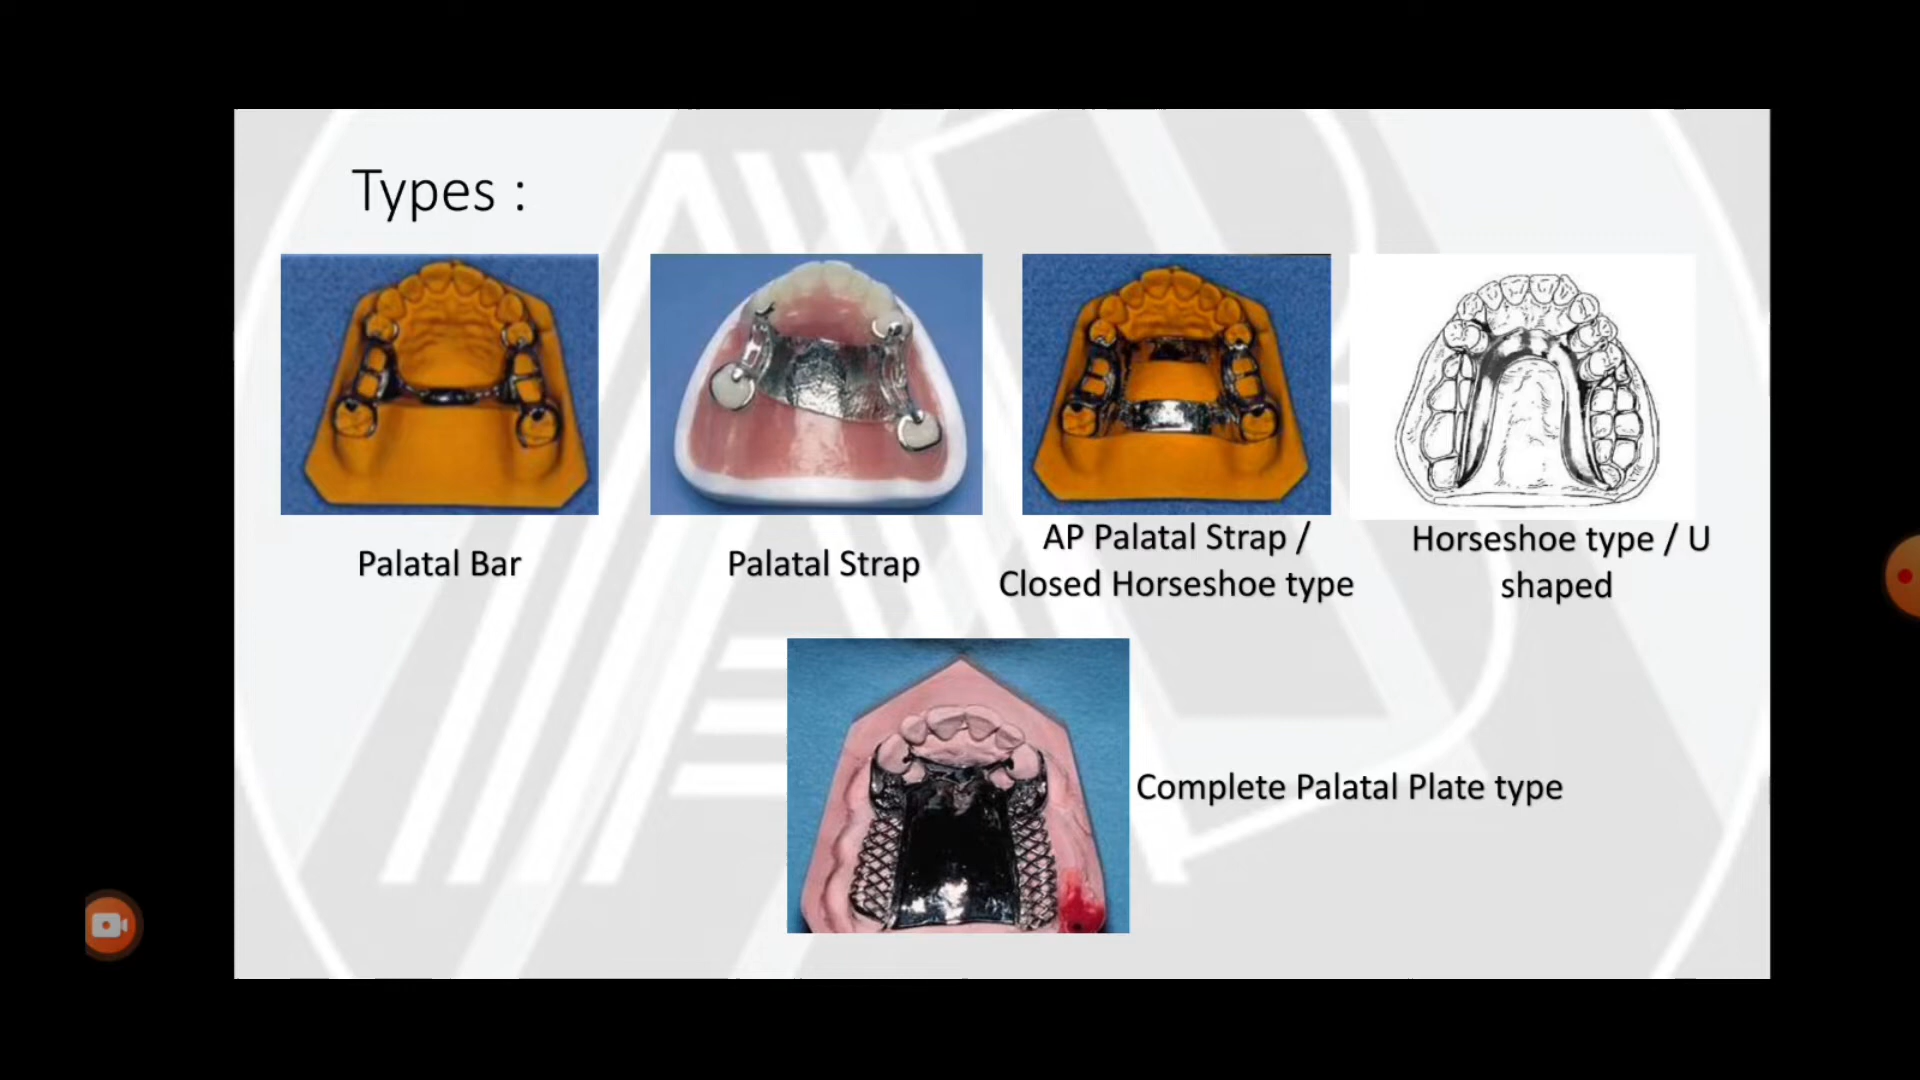 Types :
Palatal Bar
Palatal Strap
AP Palatal Strap /
Closed Horseshoe type
Horseshoe type / U
shaped
Complete Palatal Plate type